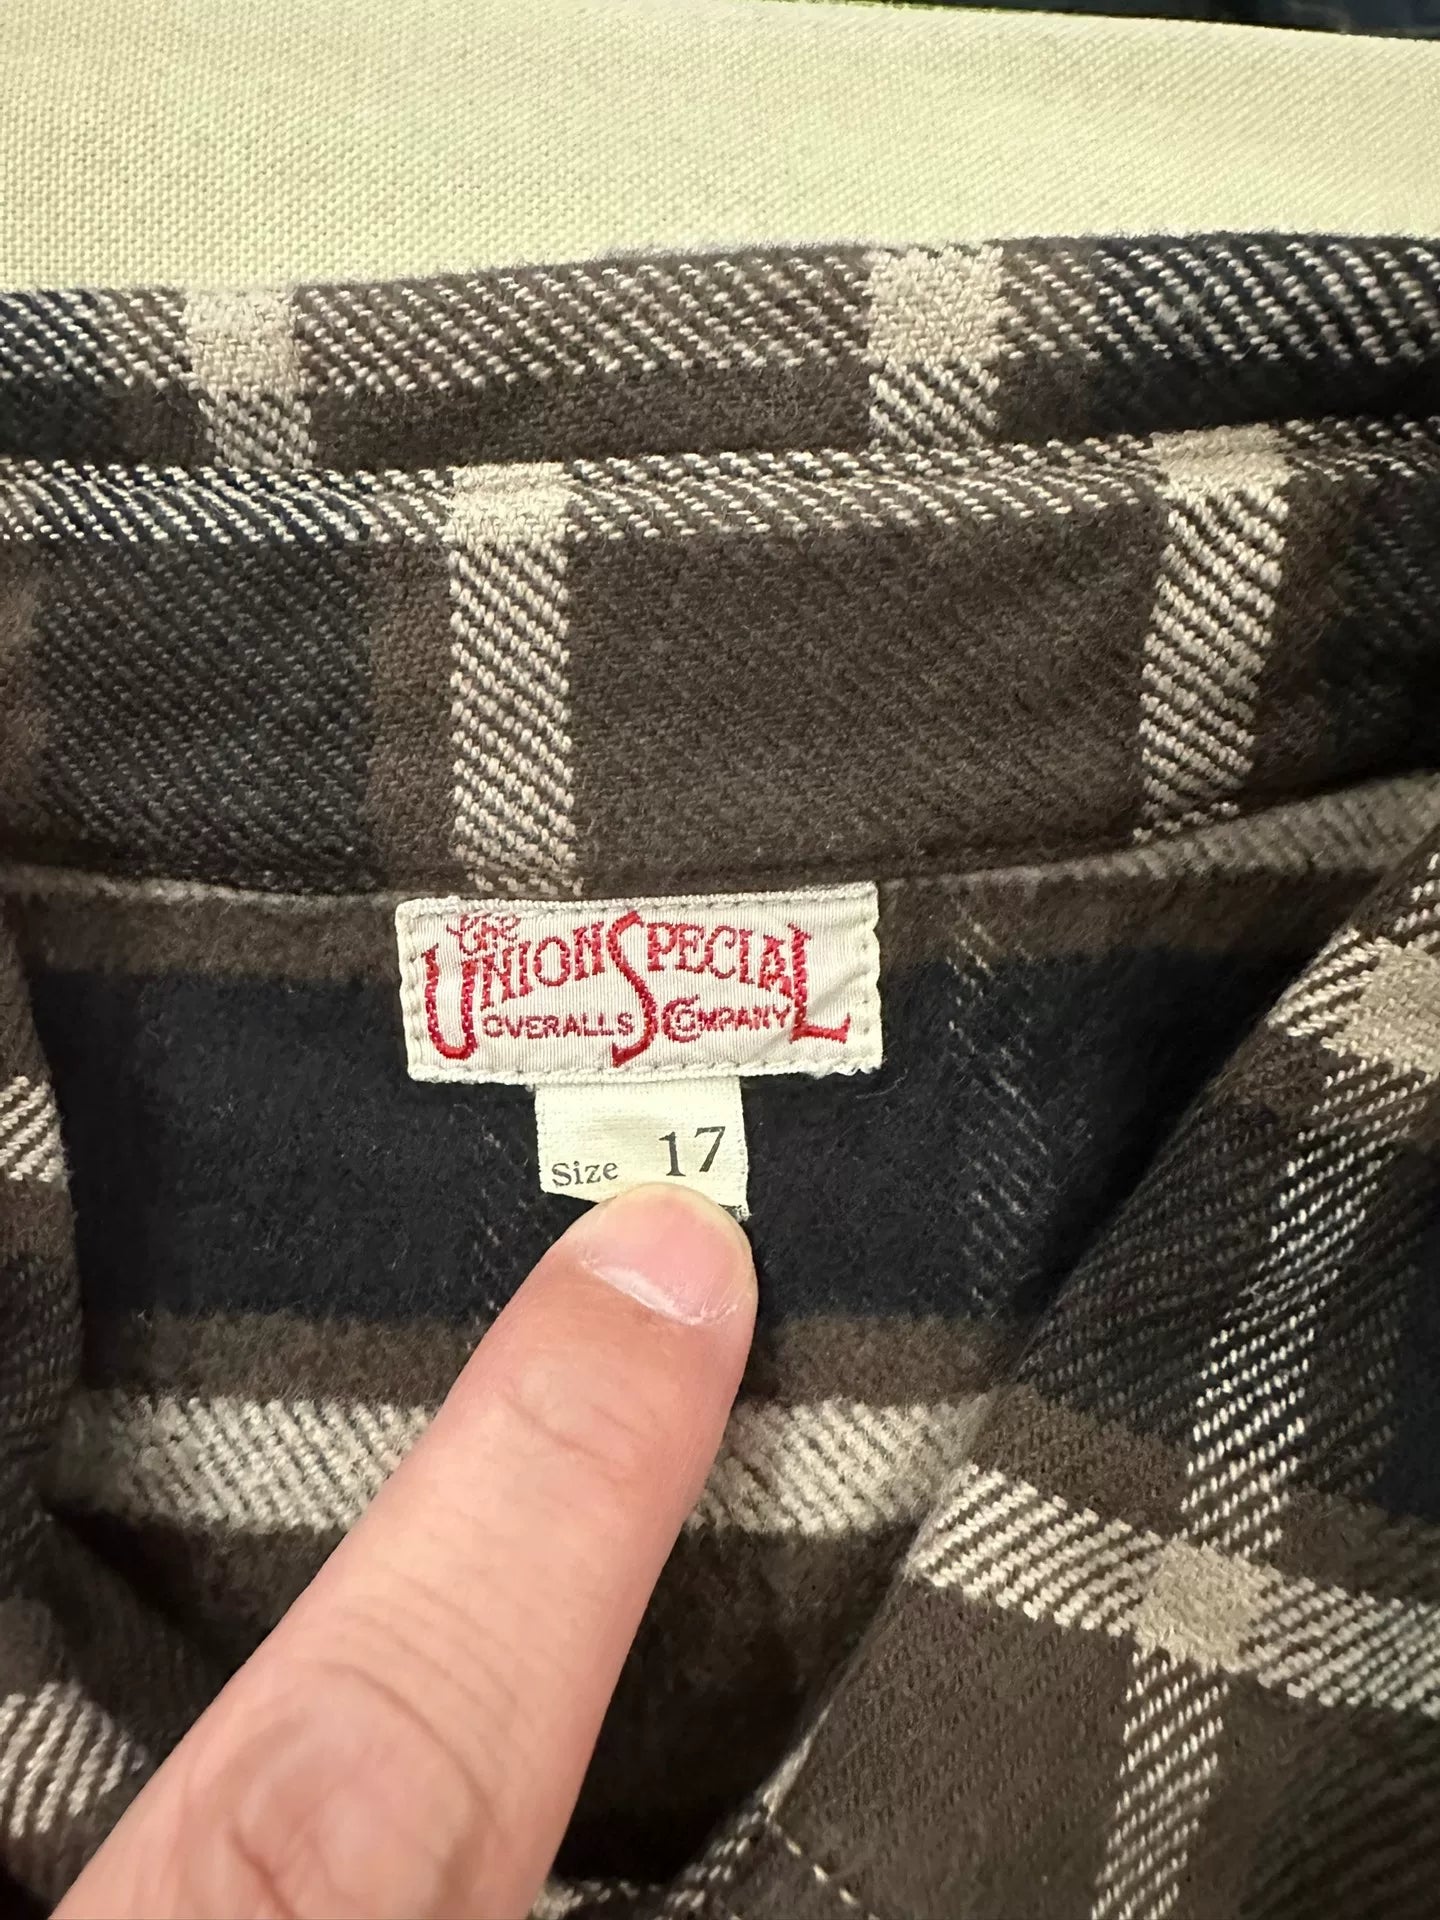 The
UNION SPECIAL
OVERALLS COMPANY
Size 17